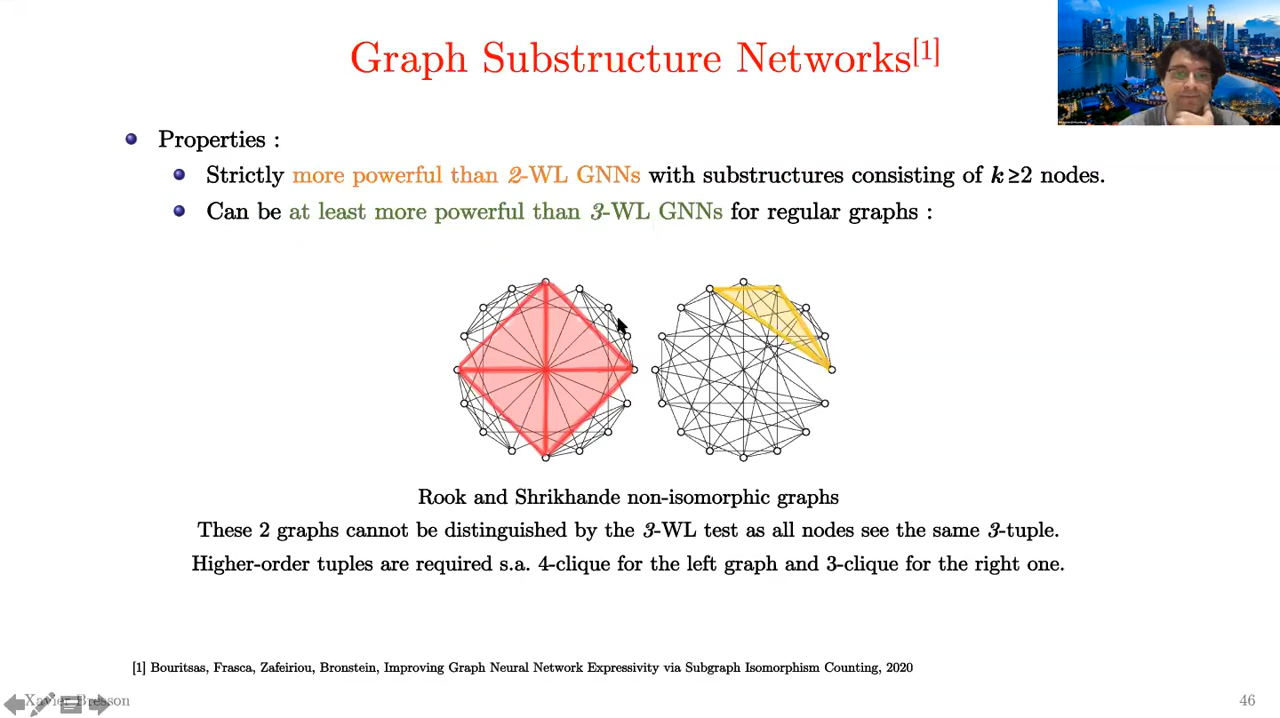 Graph Substructure Networks[1]
Properties :
Strictly more powerful than 2-WL GNNs with substructures consisting of k ≥2 nodes.
Can be at least more powerful than 3-WL GNNs for regular graphs :
Rook and Shrikhande non-isomorphic graphs
These 2 graphs cannot be distinguished by the 3-WL test as all nodes see the same 3-tuple.
Higher-order tuples are required s.a. 4-clique for the left graph and 3-clique for the right one.
[1] Bouritsas, Frasca, Zafeiriou, Bronstein, Improving Graph Neural Network Expressivity via Subgraph Isomorphism Counting, 2020
Xavier Bresson
46